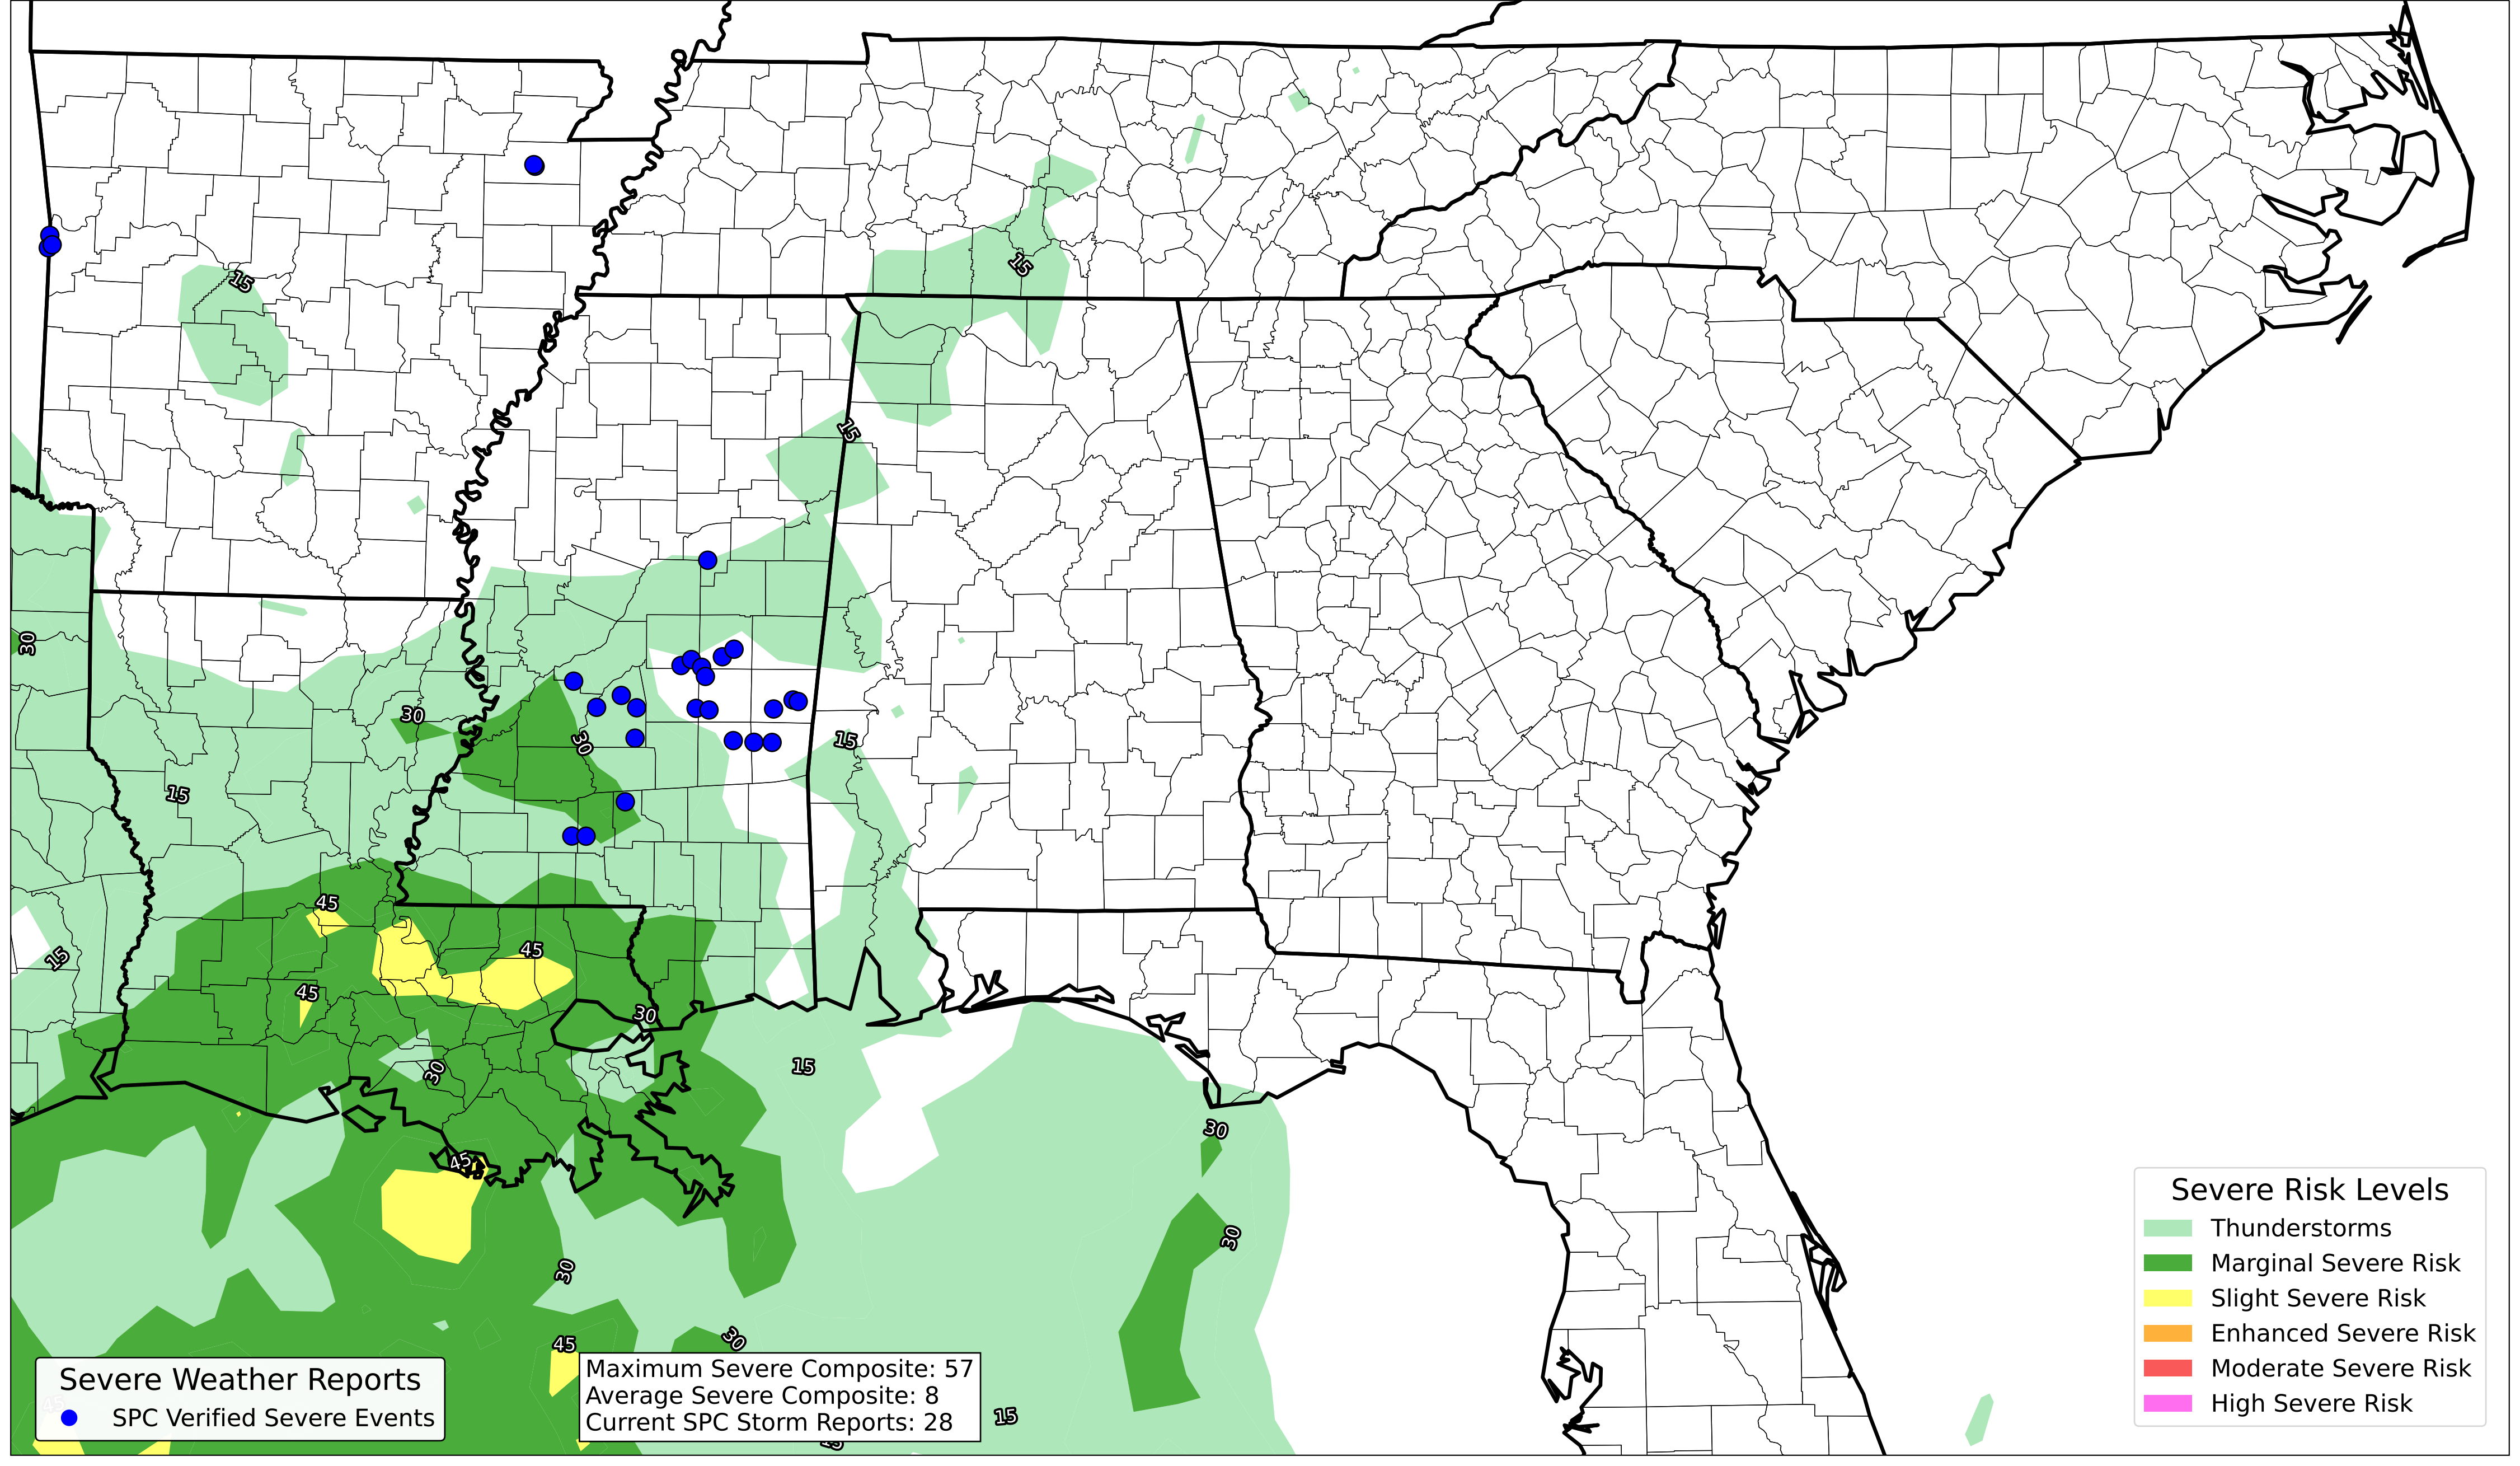 15
15
15
30
30
30
15
15
45
45
15
45
30
30
15
30
45
30
30
45
30
15
Severe Risk Levels
Thunderstorms
Marginal Severe Risk
Slight Severe Risk
Enhanced Severe Risk
Moderate Severe Risk
High Severe Risk
Severe Weather Reports
SPC Verified Severe Events
Maximum Severe Composite: 57
Average Severe Composite: 8
Current SPC Storm Reports: 28